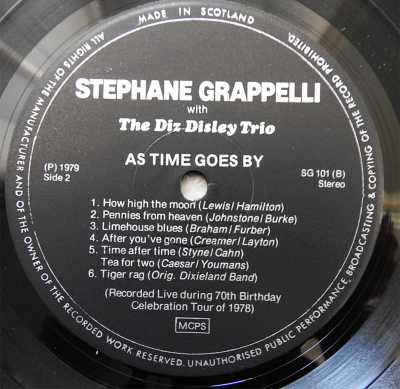 MADE IN SCOTLAND
ALL RIGHTS OF THE MANUFACTURER AND OF THE OWNER OF THE RECORDED WORK RESERVED. UNAUTHORISED PUBLIC PERFORMANCE, BROADCASTING & COPYING OF THE RECORD PROHIBITED.
STEPHANE GRAPPELLI
with
The Diz Disley Trio
AS TIME GOES BY
(P) 1979
Side 2
SG 101 (B)
Stereo
1. How high the moon (Lewis/Hamilton)
2. Pennies from heaven (Johnstone/Burke)
3. Limehouse blues (Braham/Furber)
4. After you've gone (Creamer/Layton)
5. Time after time (Styne/Cahn)
Tea for two (Caesar/Youmans)
6. Tiger rag (Orig. Dixieland Band)
(Recorded Live during 70th Birthday
Celebration Tour of 1978)
MCPS